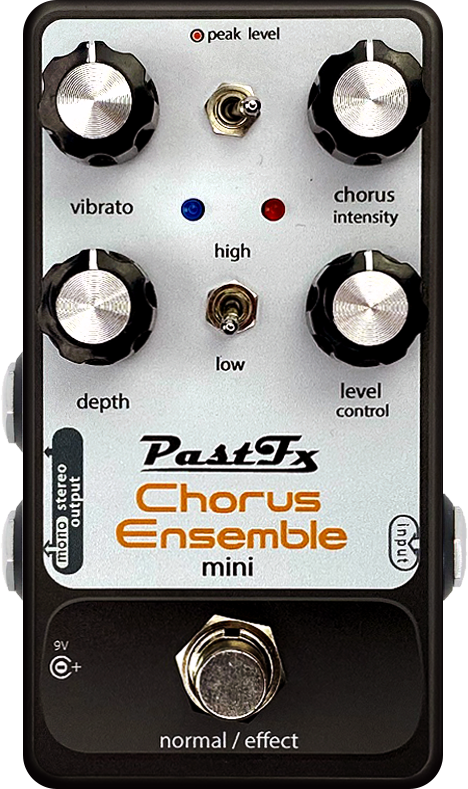 peak level
vibrato
chorus
intensity
high
low
depth
level
control
PastFx
mono stereo
output
input
Chorus
Ensemble
mini
9V
+
normal / effect